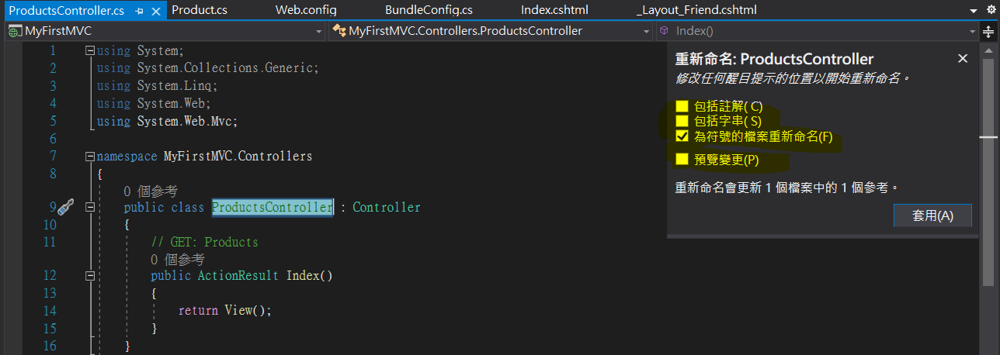 ProductsController.cs Product.cs Web.config BundleConfig.cs Index.cshtml _Layout_Friend.cshtml
MyFirstMVC MyFirstMVC.Controllers.ProductsController Index()
1 using System;
2 using System.Collections.Generic;
3 using System.Linq;
4 using System.Web;
5 using System.Web.Mvc;
6
7 namespace MyFirstMVC.Controllers
8 {
0 個參考
9 public class ProductsController : Controller
10 {
11 // GET: Products
0 個參考
12 public ActionResult Index()
13 {
14 return View();
15 }
16 }
重新命名: ProductsController
修改任何醒目提示的位置以開始重新命名。
包括註解( C)
包括字串( S)
為符號的檔案重新命名(F)
預覽變更(P)
重新命名會更新 1 個檔案中的 1 個參考。
套用(A)